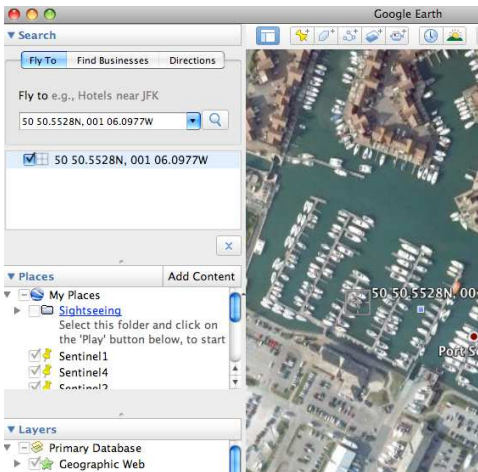 Google Earth
Search
Fly To Find Businesses Directions
Fly to e.g., Hotels near JFK
50 50.5528N, 001 06.0977W
50 50.5528N, 001 06.0977W
Places Add Content
My Places
Sightseeing
Select this folder and click on
the 'Play' button below, to start
Sentinel1
Sentinel4
Sentinel2
50 50.5528N, 00
Port S
Layers
Primary Database
Geographic Web